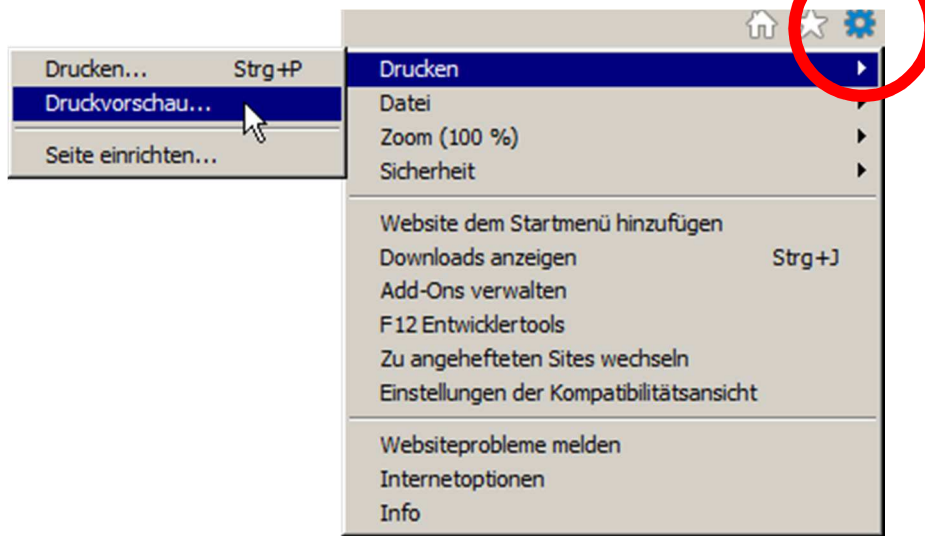 Drucken... Strg+P
Druckvorschau...
Seite einrichten...
Drucken
Datei
Zoom (100 %)
Sicherheit
Website dem Startmenü hinzufügen
Downloads anzeigen Strg+J
Add-Ons verwalten
F12 Entwicklertools
Zu angehefteten Sites wechseln
Einstellungen der Kompatibilitätsansicht
Websiteprobleme melden
Internetoptionen
Info